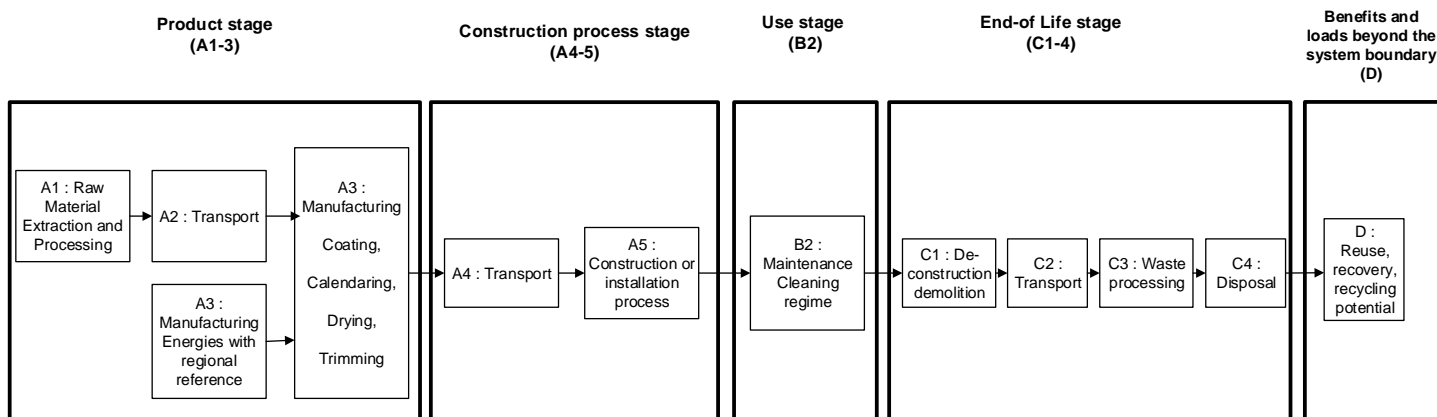 Product stage
(A1-3)
Construction process stage
(A4-5)
Use stage
(B2)
End-of Life stage
(C1-4)
Benefits and
loads beyond the
system boundary
(D)
A1 : Raw
Material
Extraction and
Processing
A2 : Transport
A3 :
Manufacturing
Energies with
regional
reference
A3 :
Manufacturing
Coating,
Calendaring,
Drying,
Trimming
A4 : Transport
A5 :
Construction or
installation
process
B2 :
Maintenance
Cleaning
regime
C1 : De-
construction
demolition
C2 :
Transport
C3 : Waste
processing
C4 :
Disposal
D :
Reuse,
recovery,
recycling
potential